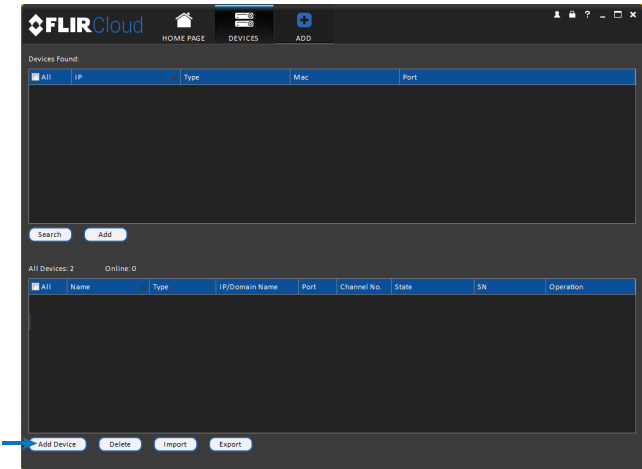 FLIRCloud
HOME PAGE DEVICES ADD
?
Devices Found:
All IP Type Mac Port
Search Add
All Devices: 2 Online: 0
All Name Type IP/Domain Name Port Channel No. State SN Operation
Add Device Delete Import Export